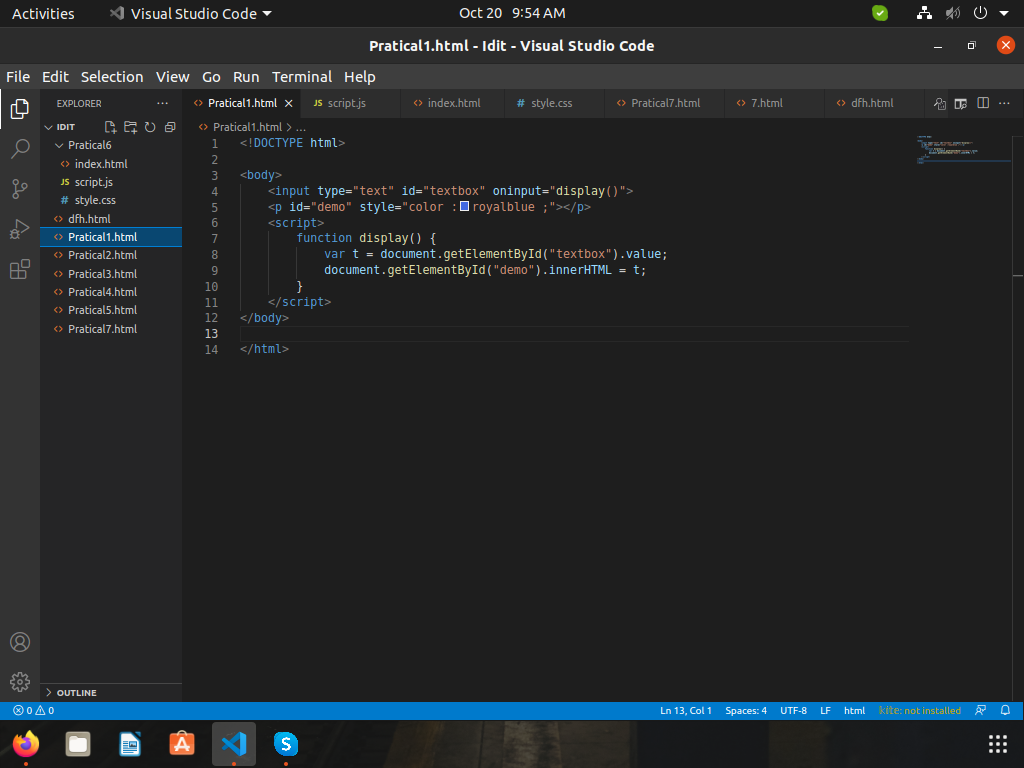 Activities Visual Studio Code Oct 20 9:54 AM
Pratical1.html - Idit - Visual Studio Code
File Edit Selection View Go Run Terminal Help
EXPLORER ... Pratical1.html JS script.js index.html # style.css Pratical7.html 7.html dfh.html ...
IDIT
Pratical1.html > ...
Pratical6
index.html
JS script.js
# style.css
dfh.html
Pratical1.html
Pratical2.html
Pratical3.html
Pratical4.html
Pratical5.html
Pratical7.html
1 <!DOCTYPE html>
2
3 <body>
4 <input type="text" id="textbox" oninput="display()">
5 <p id="demo" style="color : royalblue ;"></p>
6 <script>
7 function display() {
8 var t = document.getElementById("textbox").value;
9 document.getElementById("demo").innerHTML = t;
10 }
11 </script>
12 </body>
13
14 </html>
OUTLINE
0 0 Ln 13, Col 1 Spaces: 4 UTF-8 LF html kite: not installed